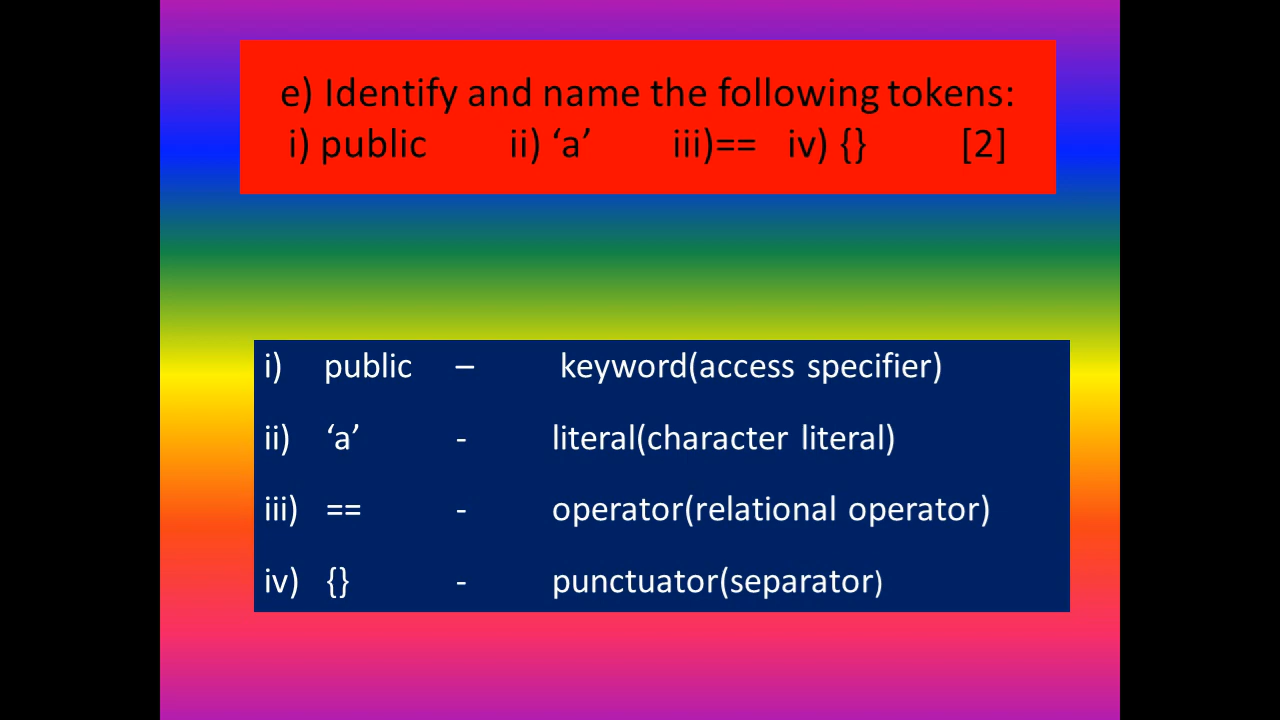 e) Identify and name the following tokens:
i) public ii) ‘a’ iii)== iv) {} [2]
i) public – keyword(access specifier)
ii) ‘a’ - literal(character literal)
iii) == - operator(relational operator)
iv) {} - punctuator(separator)